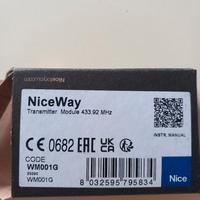 NiceWay
Transmitter Module 433.92 MHz
INSTR. MANUAL
CE 0682 EAC UK CA
CODE
WM001G
WM001G
8 032595 795834
Nice